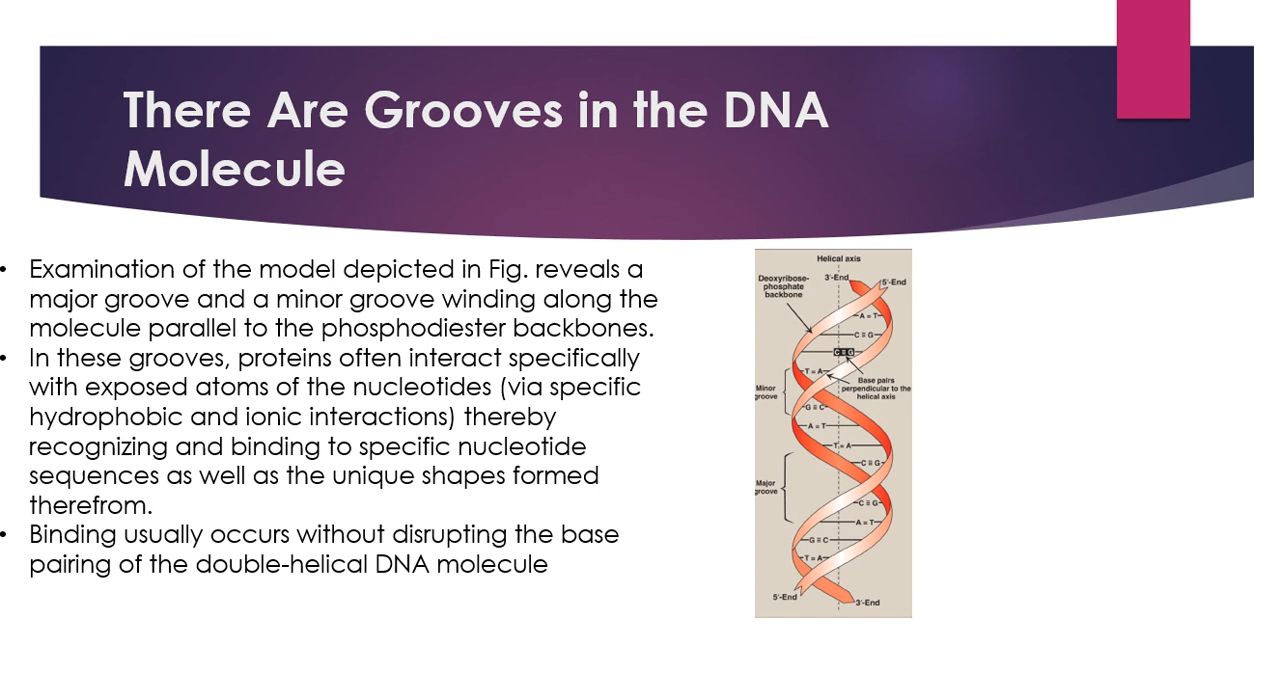 There Are Grooves in the DNA
Molecule
• Examination of the model depicted in Fig. reveals a
major groove and a minor groove winding along the
molecule parallel to the phosphodiester backbones.
• In these grooves, proteins often interact specifically
with exposed atoms of the nucleotides (via specific
hydrophobic and ionic interactions) thereby
recognizing and binding to specific nucleotide
sequences as well as the unique shapes formed
therefrom.
• Binding usually occurs without disrupting the base
pairing of the double-helical DNA molecule
Helical axis
Deoxyribose-
phosphate
backbone
3′-End
5′-End
A = T
C ≡ G
C ≡ G
T = A
Base pairs
perpendicular to the
helical axis
Minor
groove
G ≡ C
A = T
T = A
C ≡ G
Major
groove
C ≡ G
A = T
G ≡ C
T = A
5′-End
3′-End